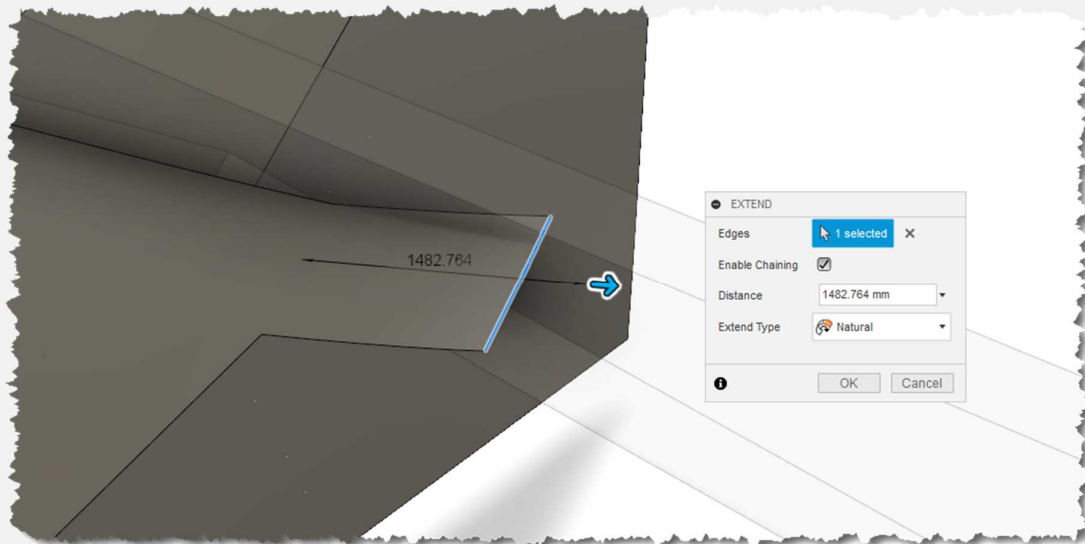 1482.764
EXTEND
Edges 1 selected
Enable Chaining
Distance 1482.764 mm
Extend Type Natural
OK Cancel